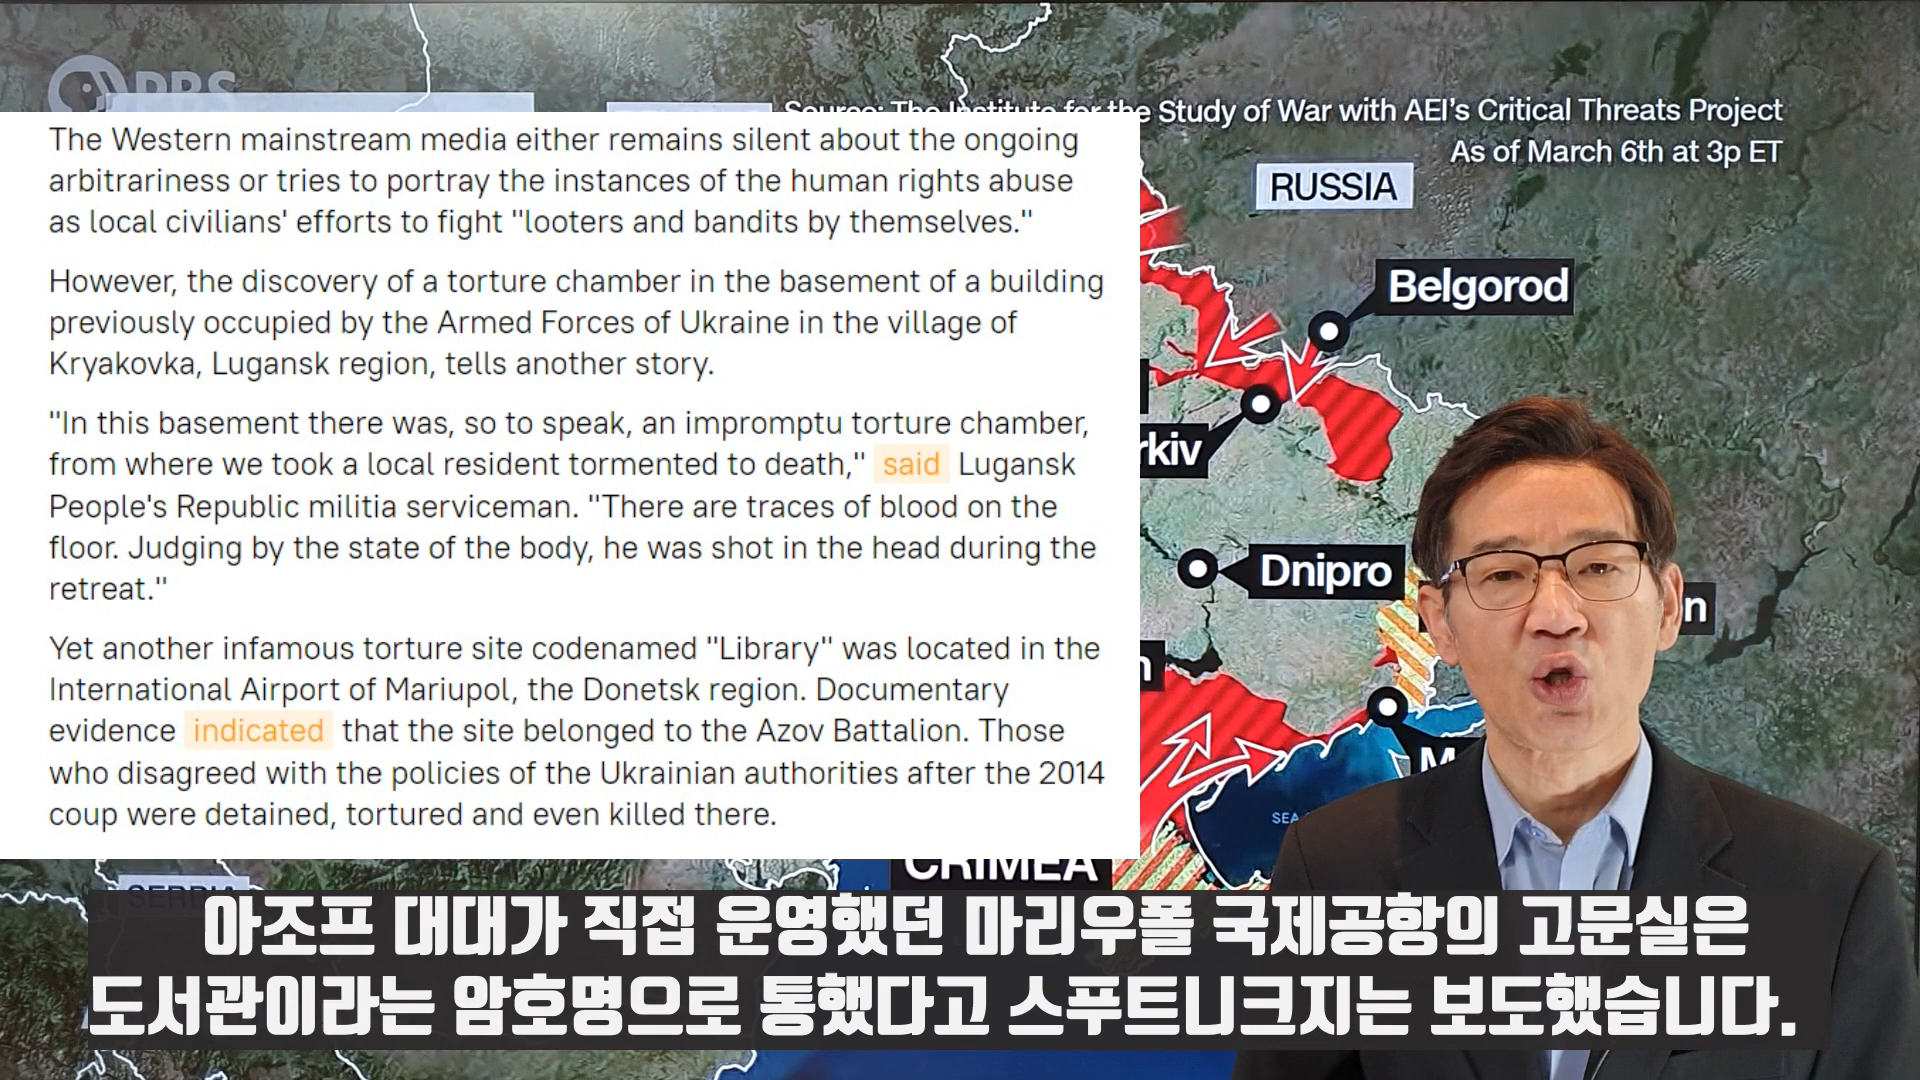 PBS
Source: The Institute for the Study of War with AEI's Critical Threats Project
As of March 6th at 3p ET
RUSSIA
Belgorod
rkiv
Dnipro
n
M
SEA
CRIMEA
SERBIA
The Western mainstream media either remains silent about the ongoing
arbitrariness or tries to portray the instances of the human rights abuse
as local civilians' efforts to fight "looters and bandits by themselves."
However, the discovery of a torture chamber in the basement of a building
previously occupied by the Armed Forces of Ukraine in the village of
Kryakovka, Lugansk region, tells another story.
"In this basement there was, so to speak, an impromptu torture chamber,
from where we took a local resident tormented to death," said Lugansk
People's Republic militia serviceman. "There are traces of blood on the
floor. Judging by the state of the body, he was shot in the head during the
retreat."
Yet another infamous torture site codenamed "Library" was located in the
International Airport of Mariupol, the Donetsk region. Documentary
evidence indicated that the site belonged to the Azov Battalion. Those
who disagreed with the policies of the Ukrainian authorities after the 2014
coup were detained, tortured and even killed there.
아조프 대대가 직접 운영했던 마리우폴 국제공항의 고문실은
도서관이라는 암호명으로 통했다고 스푸트니크지는 보도했습니다.